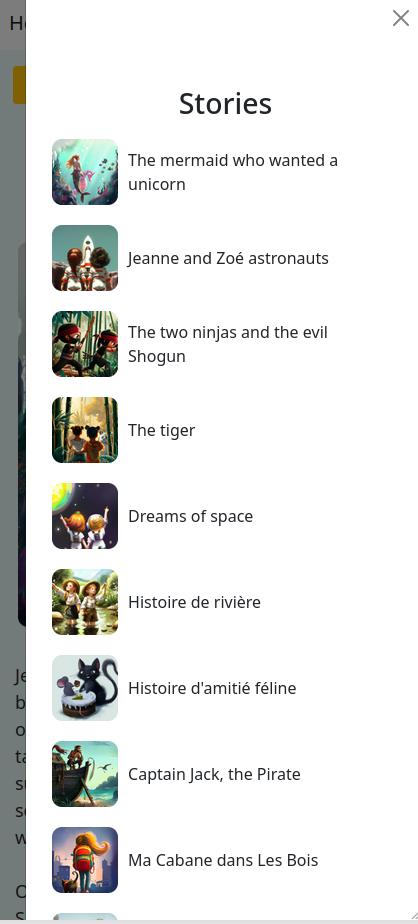 He
Stories
The mermaid who wanted a
unicorn
Jeanne and Zoé astronauts
The two ninjas and the evil
Shogun
The tiger
Dreams of space
Histoire de rivière
Histoire d'amitié féline
Captain Jack, the Pirate
Ma Cabane dans Les Bois